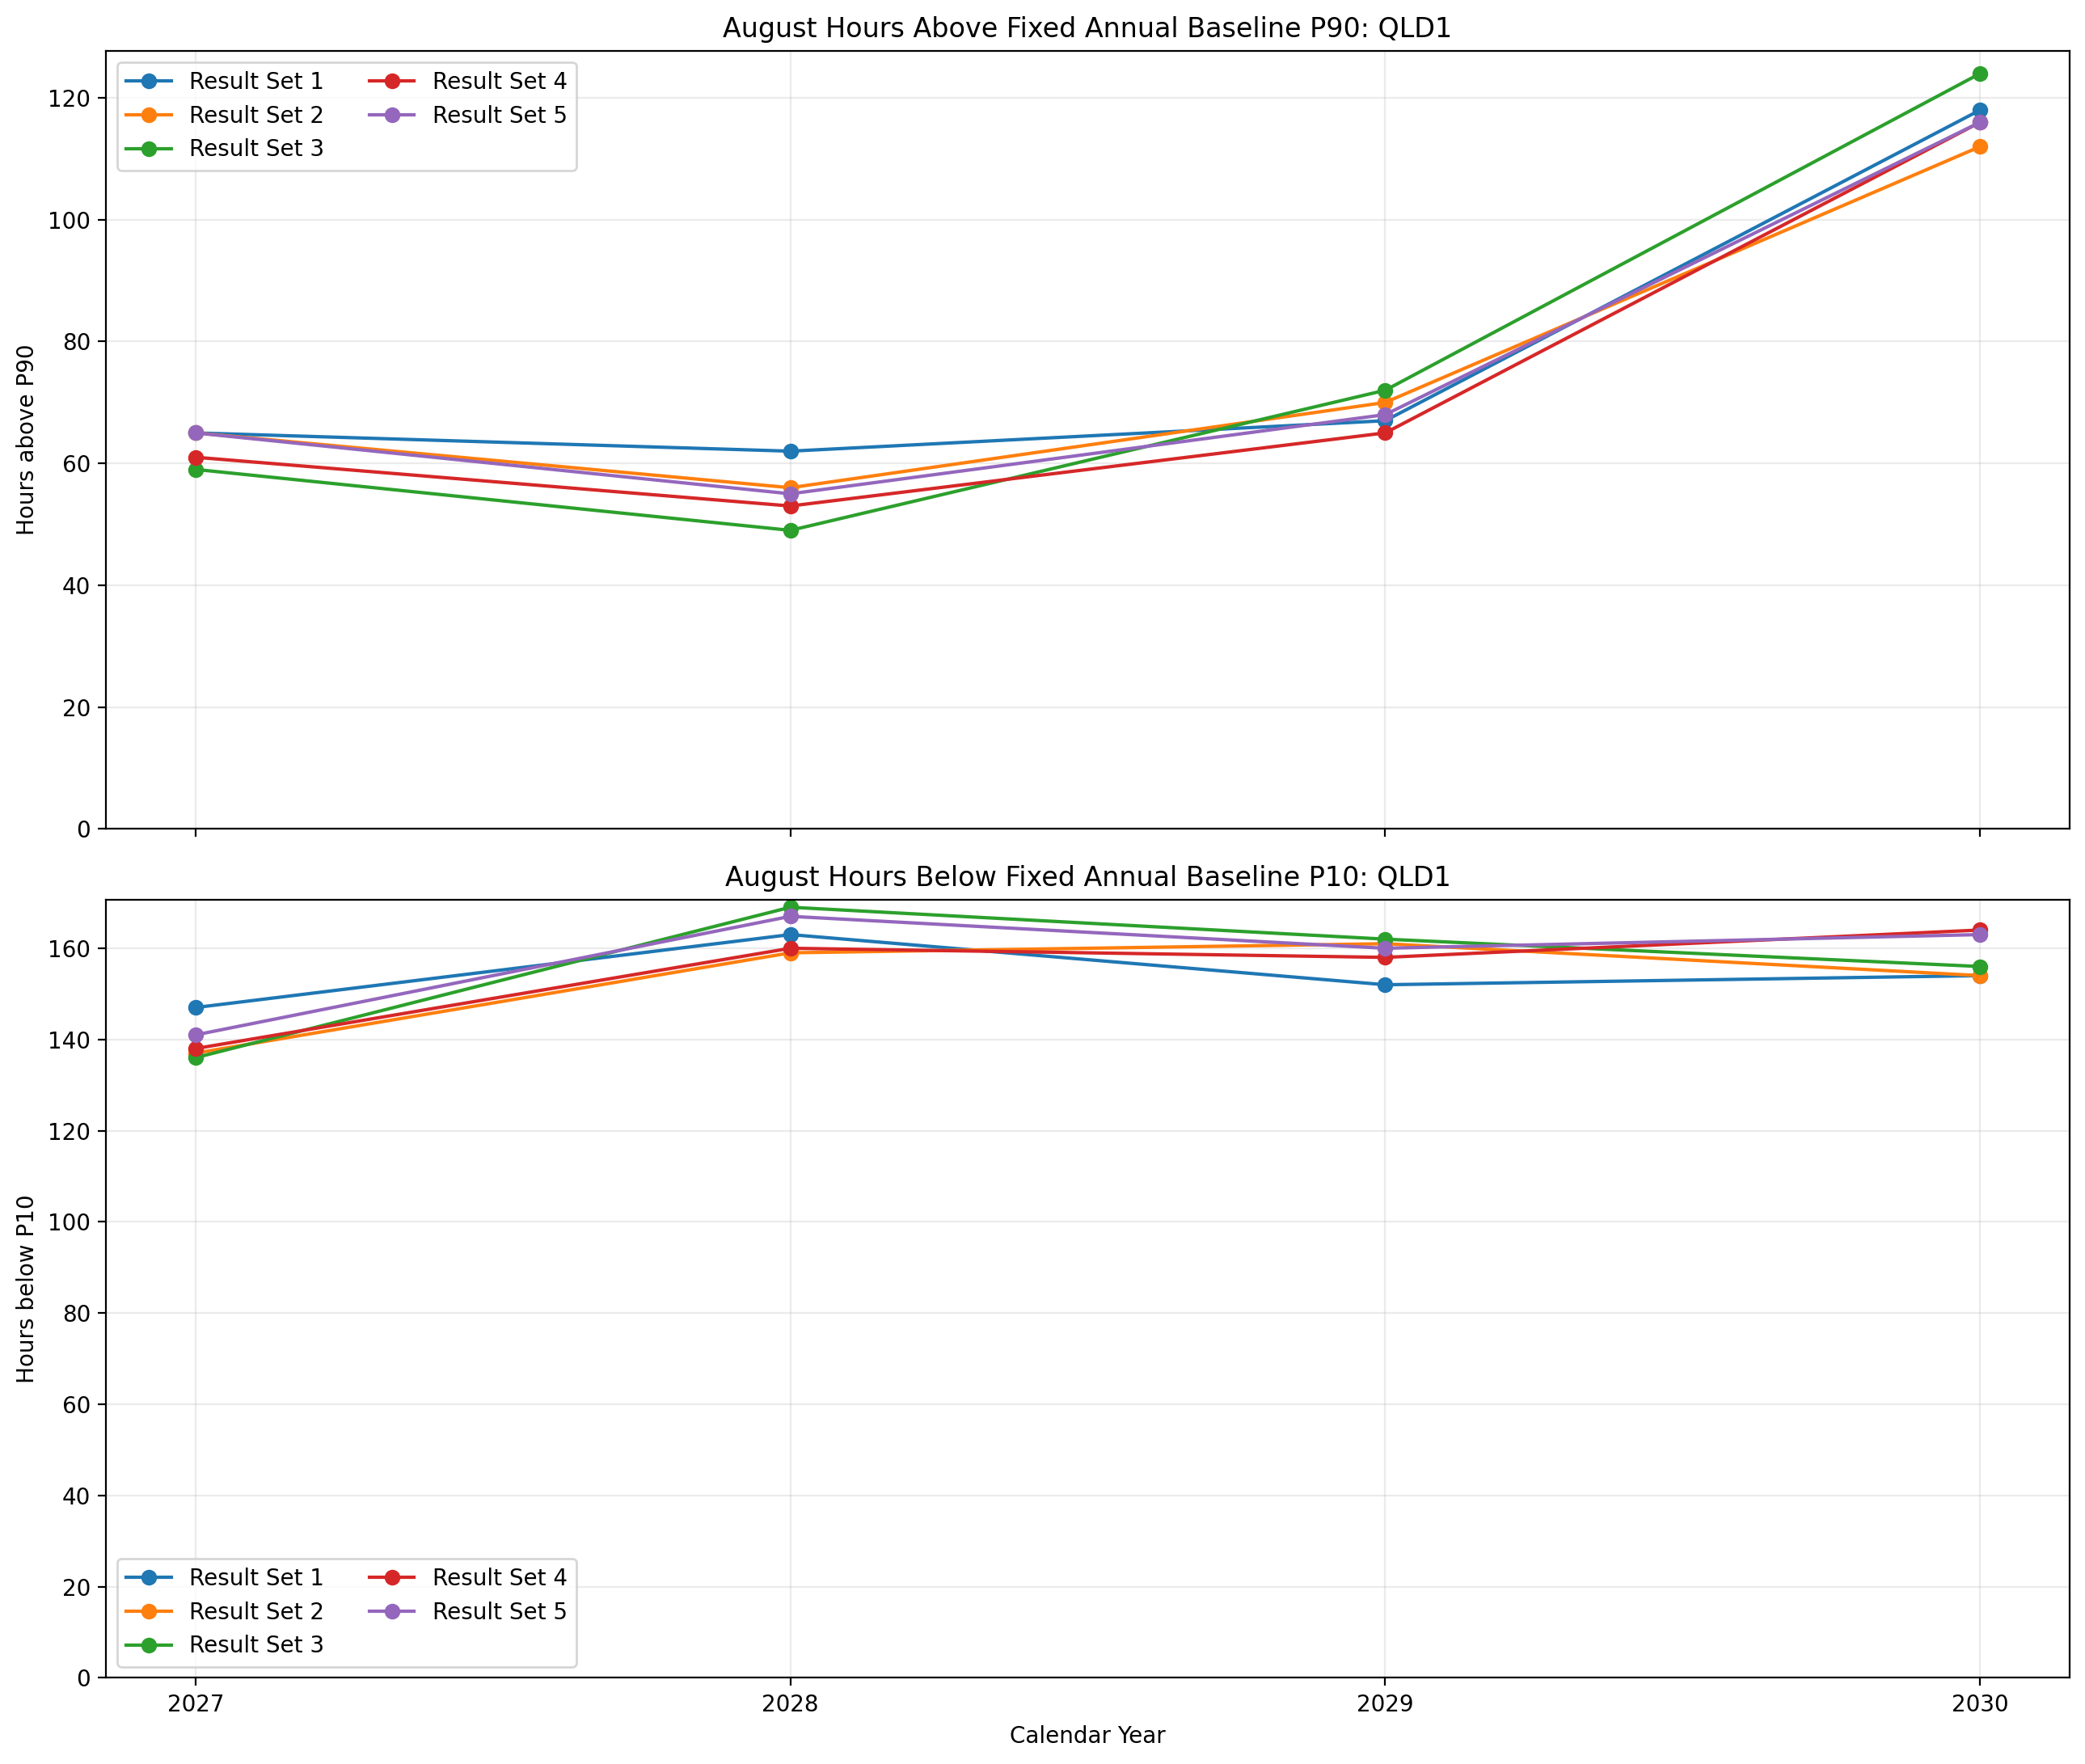 August Hours Above Fixed Annual Baseline P90: QLD1
Result Set 1
Result Set 2
Result Set 3
Result Set 4
Result Set 5
Hours above P90
120
100
80
60
40
20
0
August Hours Below Fixed Annual Baseline P10: QLD1
Hours below P10
160
140
120
100
80
60
40
20
0
Result Set 1
Result Set 2
Result Set 3
Result Set 4
Result Set 5
2027
2028
2029
2030
Calendar Year